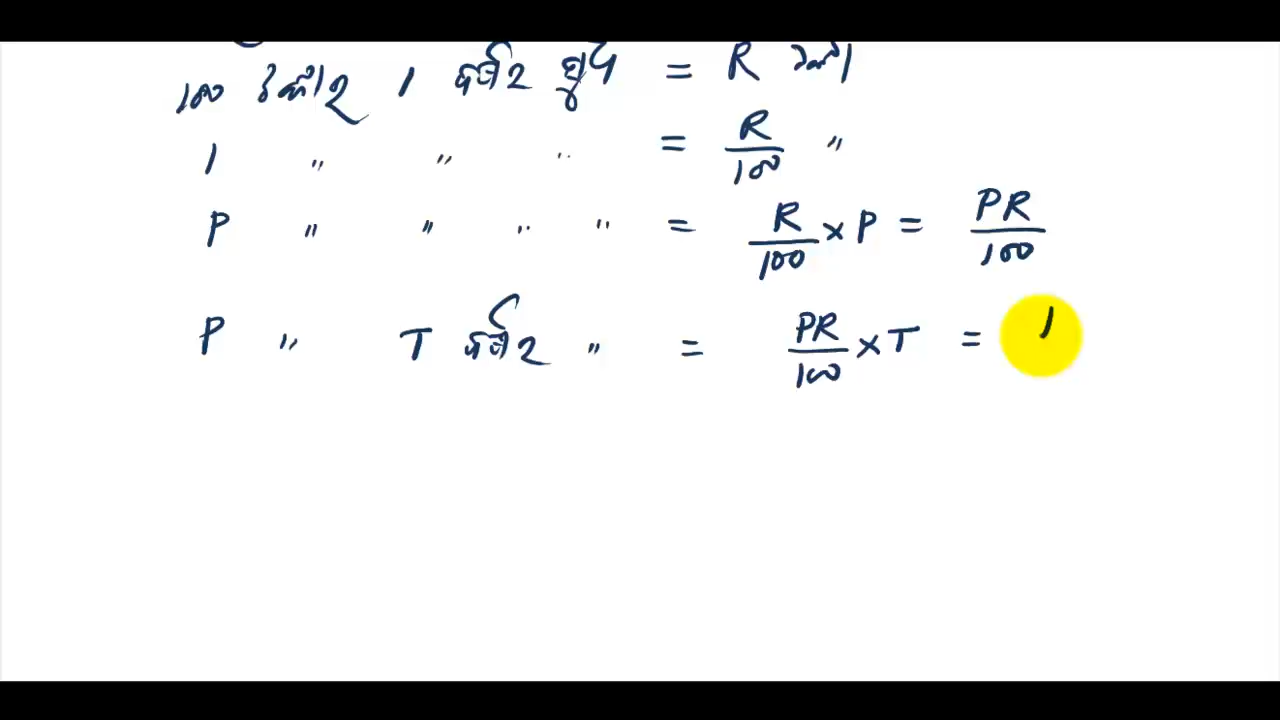 100 ଟଙ୍କାର 1 ବର୍ଷର ସୁଧ = R ଟଙ୍କା
1 " " " = R/100 "
P " " " " = R/100 × P = PR/100
P " T ବର୍ଷର " = PR/100 × T =